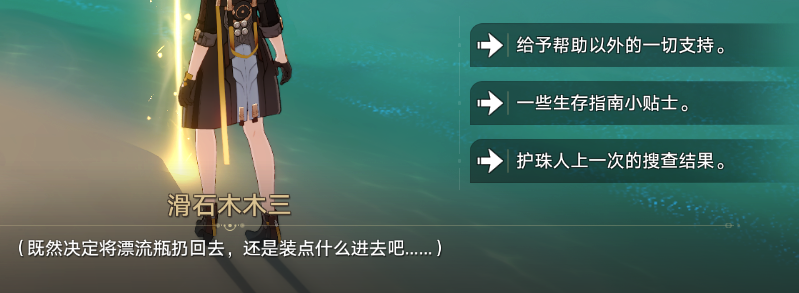 给予帮助以外的一切支持。
一些生存指南小贴士。
护珠人上一次的搜查结果。
滑石木木三
（既然决定将漂流瓶扔回去，还是装点什么进去吧……）